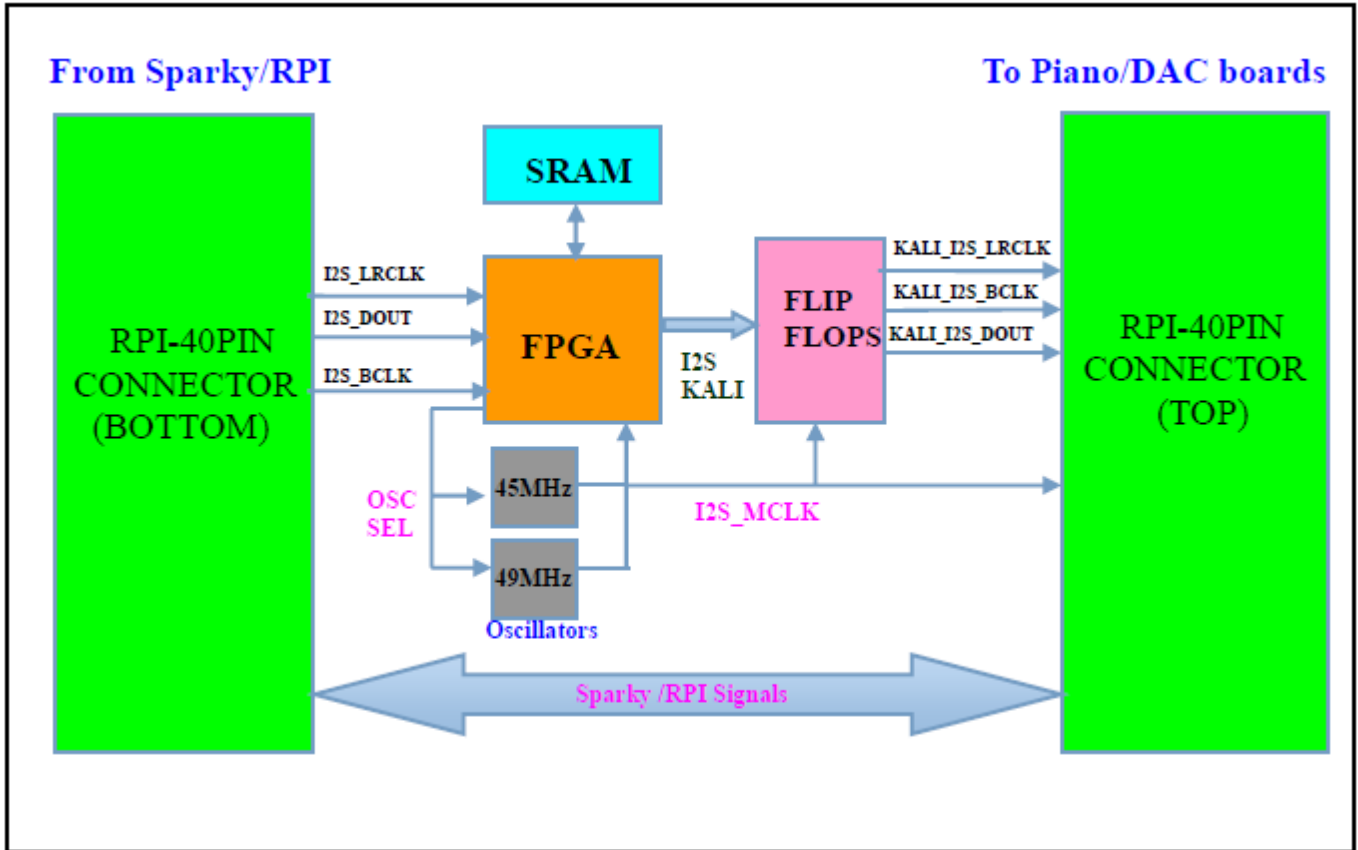 From Sparky/RPI
To Piano/DAC boards
SRAM
I2S_LRCLK
I2S_DOUT
I2S_BCLK
RPI-40PIN
CONNECTOR
(BOTTOM)
FPGA
I2S
KALI
FLIP
FLOPS
KALI_I2S_LRCLK
KALI_I2S_BCLK
KALI_I2S_DOUT
RPI-40PIN
CONNECTOR
(TOP)
OSC
SEL
45MHz
I2S_MCLK
49MHz
Oscillators
Sparky /RPI Signals